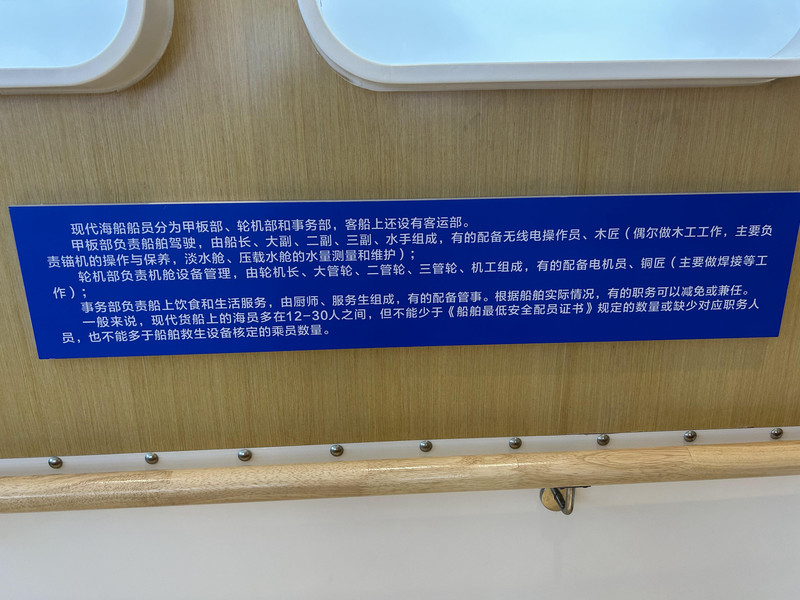 现代海船船员分为甲板部、轮机部和事务部，客船上还设有客运部。
甲板部负责船舶驾驶，由船长、大副、二副、三副、水手组成，有的配备无线电操作员、木匠（偶尔做木工工作，主要负
责锚机的操作与保养，淡水舱、压载水舱的水量测量和维护）；
轮机部负责机舱设备管理，由轮机长、大管轮、二管轮、三管轮、机工组成，有的配备电机员、铜匠（主要做焊接等工
作）；
事务部负责船上饮食和生活服务，由厨师、服务生组成，有的配备管事。根据船舶实际情况，有的职务可以减免或兼任。
一般来说，现代货船上的海员多在12-30人之间，但不能少于《船舶最低安全配员证书》规定的数量或缺少对应职务人
员，也不能多于船舶救生设备核定的乘员数量。